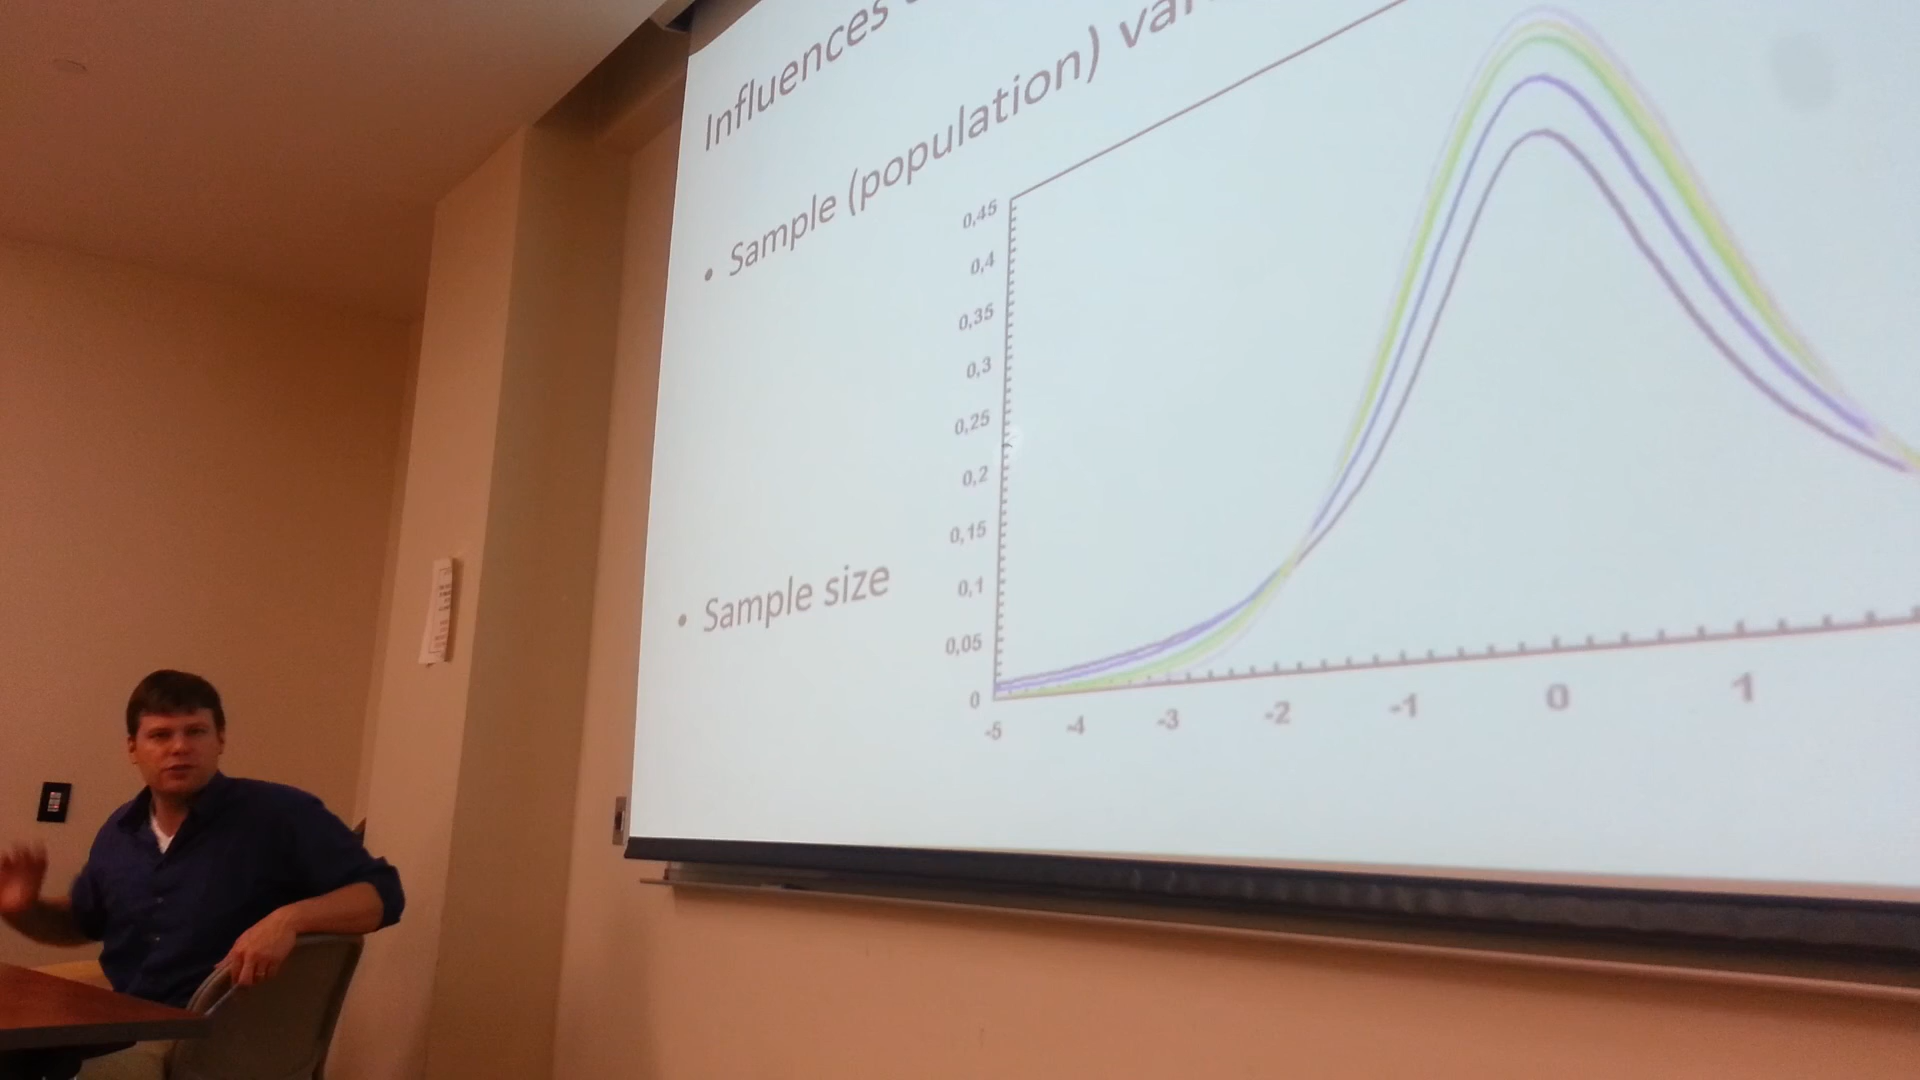 Influences
• Sample (population)
0,45
0,4
0,35
0,3
0,25
0,2
0,15
0,1
• Sample size
0,05
0
-5 -4 -3 -2 -1 0 1